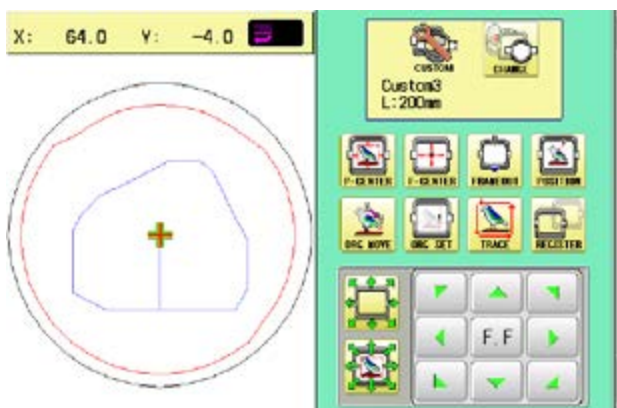 X: 64.0 Y: -4.0
CUSTOM CHANGE
Custom3
L:200mm
P-CENTER F-CENTER FRAMEOUT POSITION
ORG MOVE ORG SET TRACE REGISTER
F.F